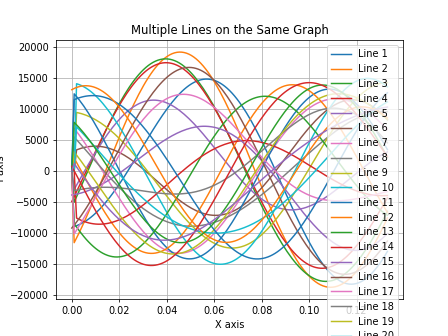 Multiple Lines on the Same Graph
20000
15000
10000
5000
0
−5000
−10000
−15000
−20000
0.00
0.02
0.04
0.06
0.08
0.10
X axis
Line 1
Line 2
Line 3
Line 4
Line 5
Line 6
Line 7
Line 8
Line 9
Line 10
Line 11
Line 12
Line 13
Line 14
Line 15
Line 16
Line 17
Line 18
Line 19
Line 20